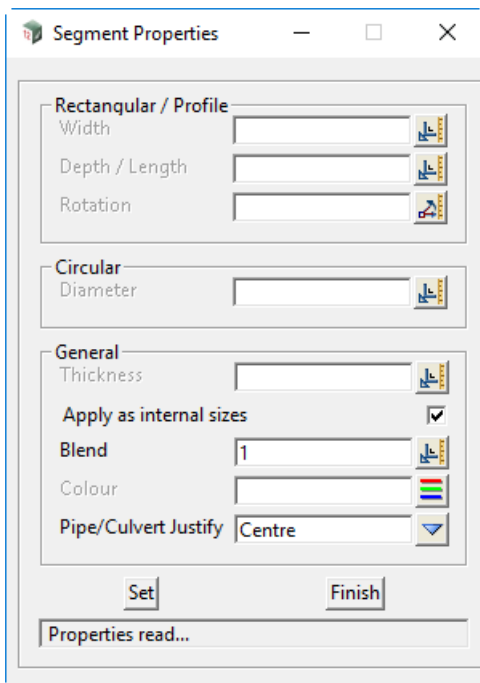 Segment Properties
Rectangular / Profile
Width
Depth / Length
Rotation
Circular
Diameter
General
Thickness
Apply as internal sizes
Blend 1
Colour
Pipe/Culvert Justify Centre
Set Finish
Properties read...